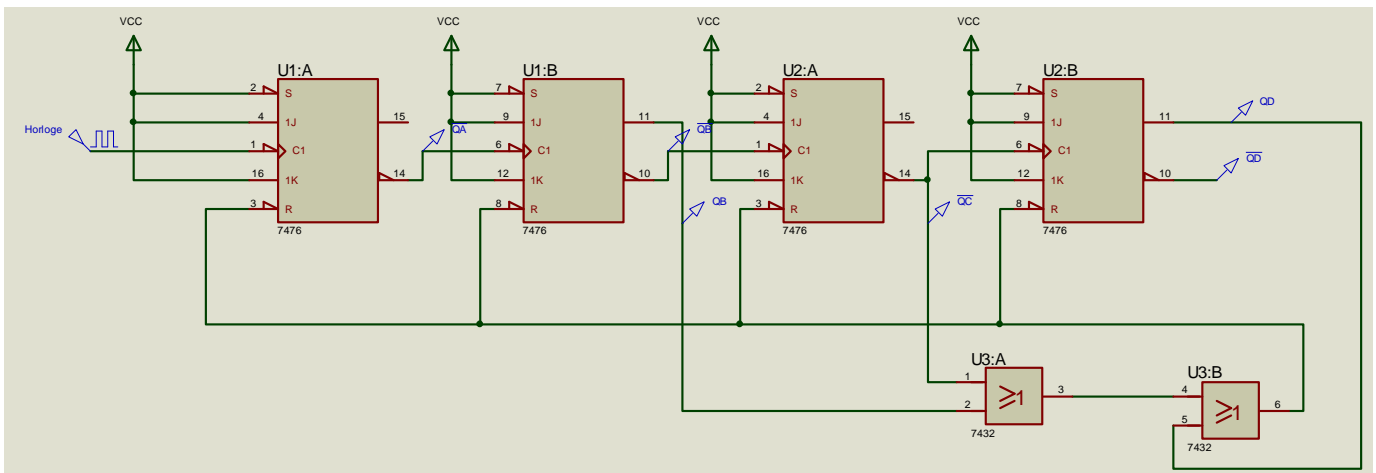 VCC
VCC
VCC
VCC
U1:A
U1:B
U2:A
U2:B
2 S
7 S
2 S
7 S
4 1J 15
9 1J 11
4 1J 15
9 1J 11
QD
Horloge
QA
QB
1 C1
6 C1
1 C1
6 C1
QD
16 1K 14
12 1K 10
16 1K 14
12 1K 10
3 R
8 R
QB
3 R
QC
8 R
7476
7476
7476
7476
U3:A
U3:B
1
2
≥1
3
4
5
≥1
6
7432
7432